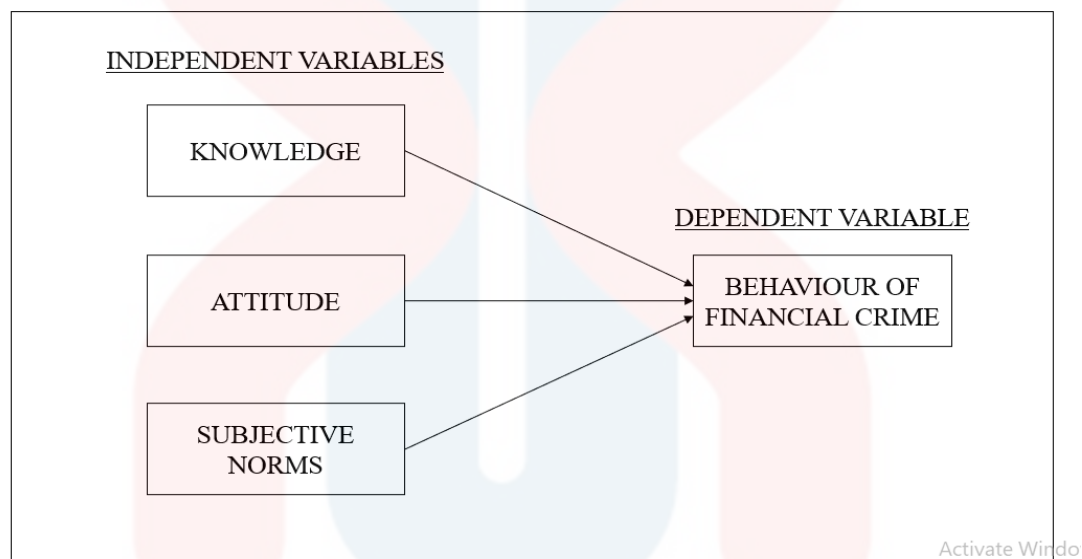 INDEPENDENT VARIABLES
KNOWLEDGE
DEPENDENT VARIABLE
ATTITUDE
BEHAVIOUR OF
FINANCIAL CRIME
SUBJECTIVE
NORMS
Activate Windo